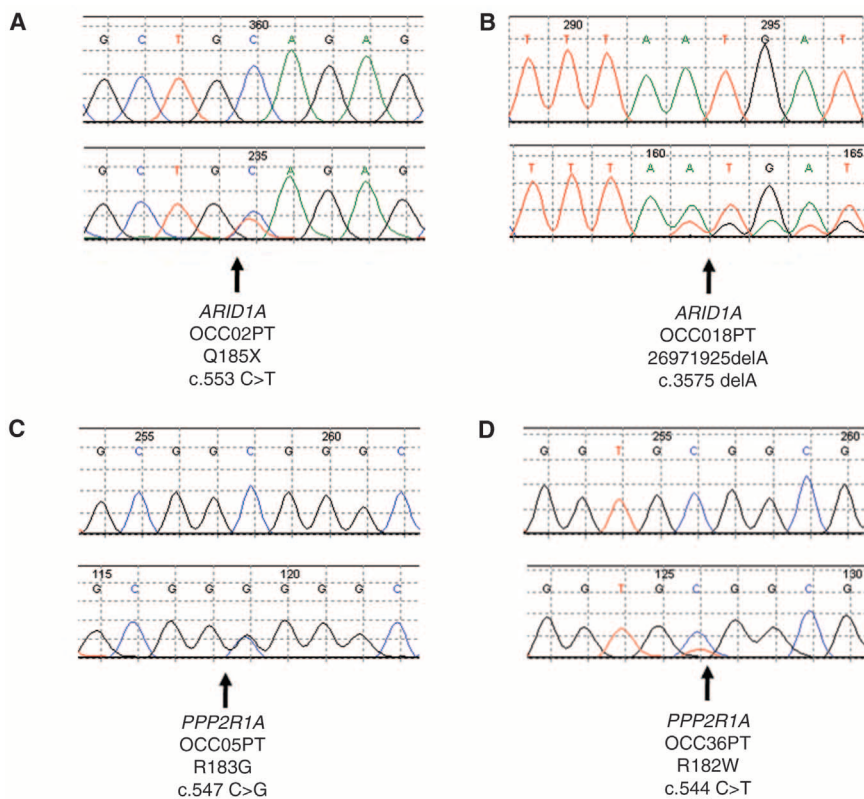 A
360
G C T G C A G A G
235
G C T G C A G A G
ARID1A
OCC02PT
Q185X
c.553 C>T
B
290 295
T T T A A T G A T
160 165
T T T A A T G A T
ARID1A
OCC018PT
26971925delA
c.3575 delA
C
255 260
G C G G C G G G C
115 120
G C G G G G G G C
PPP2R1A
OCC05PT
R183G
c.547 C>G
D
255 260
G G T G C G G C G
125 130
G G T G C G G C G
PPP2R1A
OCC36PT
R182W
c.544 C>T